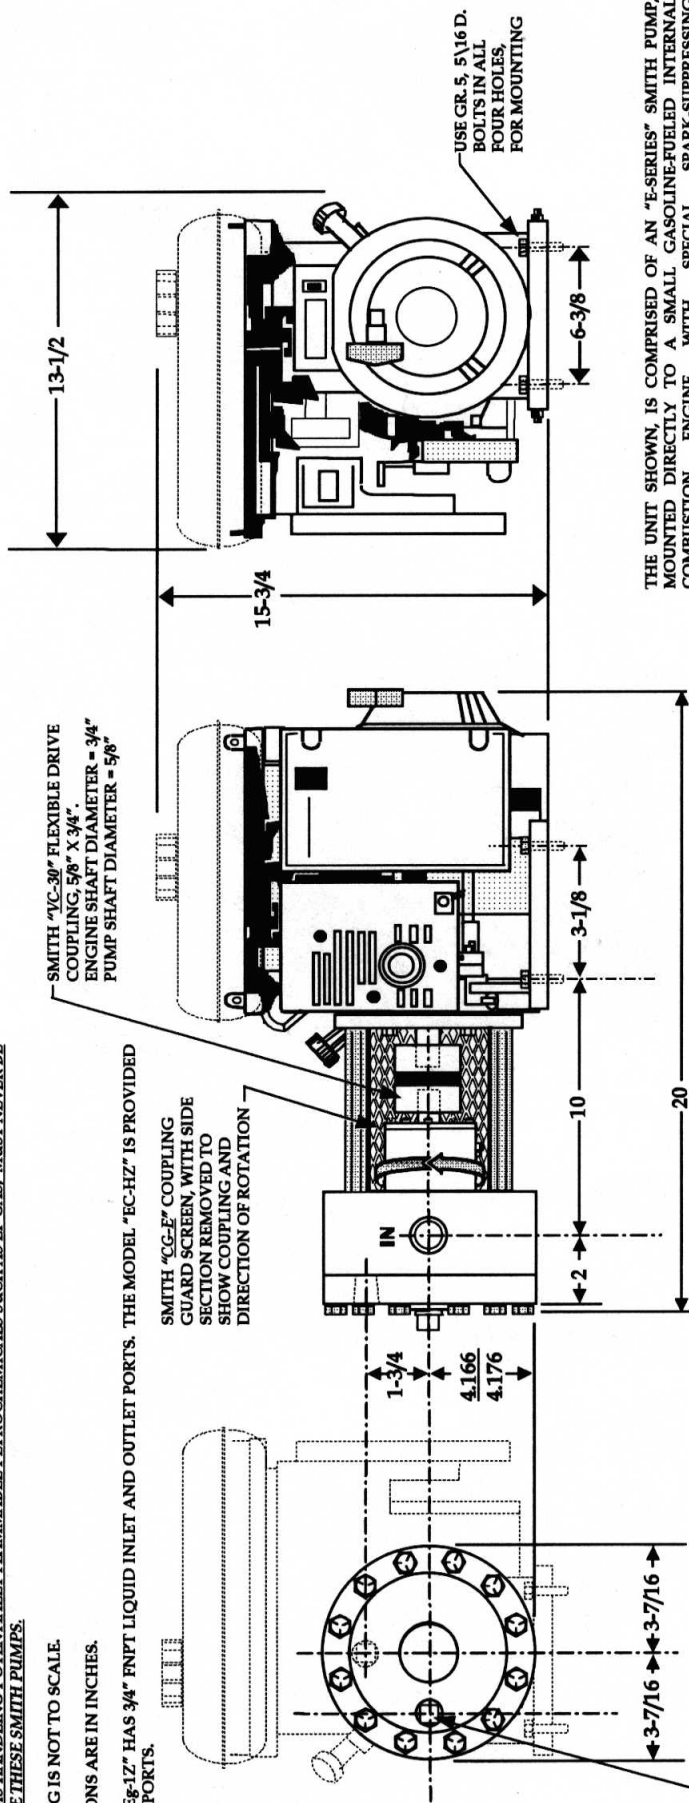 E THESE SMITH PUMPS.
G IS NOT TO SCALE.
ONS ARE IN INCHES.
Eg-1Z" HAS 3/4" FNPT LIQUID INLET AND OUTLET PORTS. THE MODEL "EC-HZ" IS PROVIDED
PORTS.
SMITH "VC-30" FLEXIBLE DRIVE
COUPLING, 5/8" X 3/4".
ENGINE SHAFT DIAMETER = 3/4"
PUMP SHAFT DIAMETER = 5/8"
SMITH "CG-E" COUPLING
GUARD SCREEN, WITH SIDE
SECTION REMOVED TO
SHOW COUPLING AND
DIRECTION OF ROTATION
IN
1-3/4
4.166
4.176
3-7/16
3-7/16
2
10
3-1/8
20
15-3/4
13-1/2
6-3/8
USE GR. 5, 5\16 D.
BOLTS IN ALL
FOUR HOLES,
FOR MOUNTING
THE UNIT SHOWN, IS COMPRISED OF AN "E-SERIES" SMITH PUMP,
MOUNTED DIRECTLY TO A SMALL GASOLINE-FUELED INTERNAL
COMBUSTION ENGINE WITH SPECIAL SPARK-SUPPRESSING